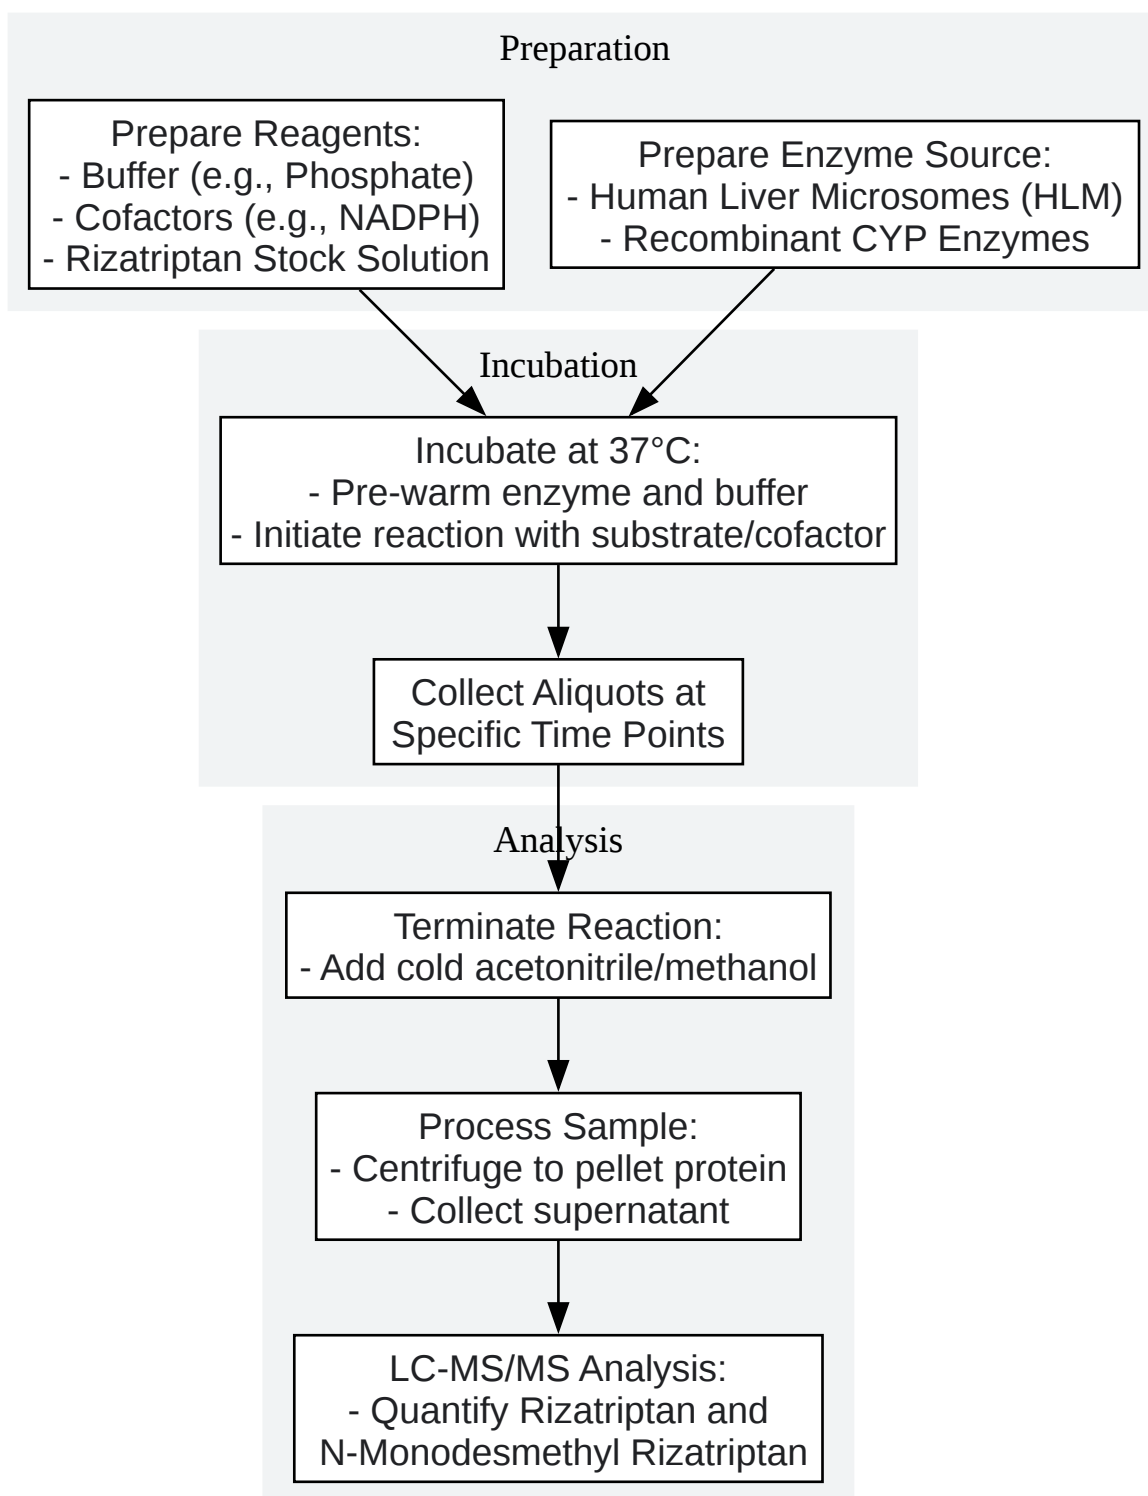 Preparation
Prepare Reagents:
- Buffer (e.g., Phosphate)
- Cofactors (e.g., NADPH)
- Rizatriptan Stock Solution
Prepare Enzyme Source:
- Human Liver Microsomes (HLM)
- Recombinant CYP Enzymes
Incubation
Incubate at 37°C:
- Pre-warm enzyme and buffer
- Initiate reaction with substrate/cofactor
Collect Aliquots at
Specific Time Points
Analysis
Terminate Reaction:
- Add cold acetonitrile/methanol
Process Sample:
- Centrifuge to pellet protein
- Collect supernatant
LC-MS/MS Analysis:
- Quantify Rizatriptan and
N-Monodesmethyl Rizatriptan